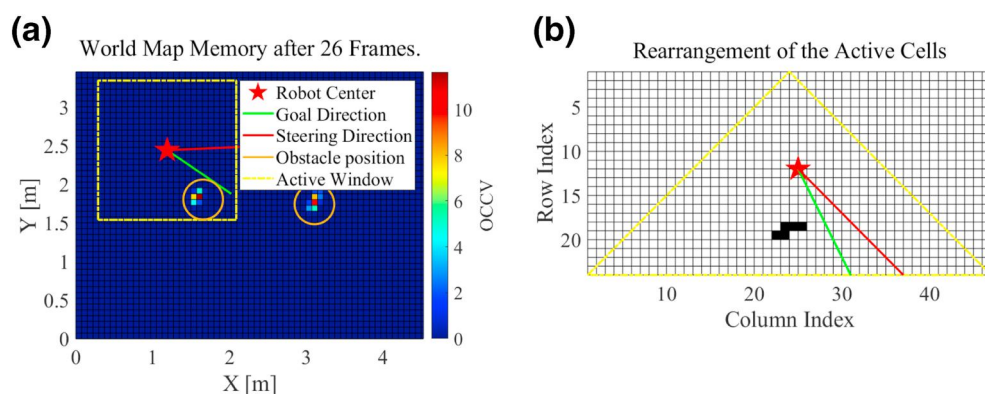 (a)
World Map Memory after 26 Frames.
3
2.5
2
1.5
1
0.5
0
Y [m]
0
1
2
3
4
X [m]
Robot Center
Goal Direction
Steering Direction
Obstacle position
Active Window
10
8
6
4
2
0
OCCV
(b)
Rearrangement of the Active Cells
5
10
15
20
Row Index
10
20
30
40
Column Index